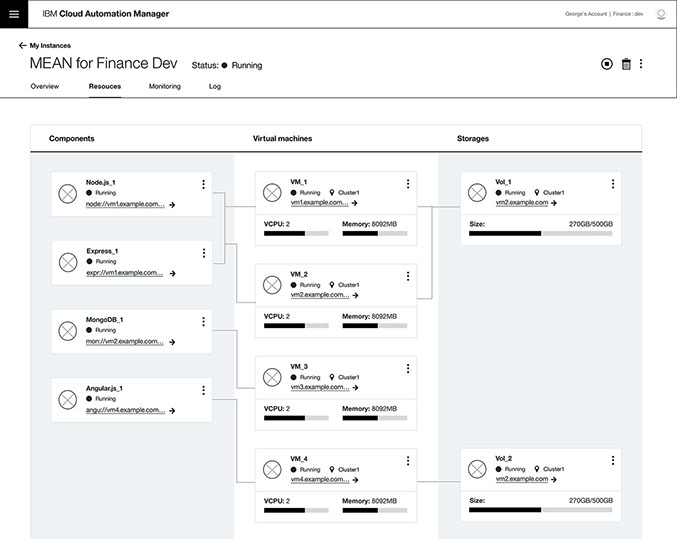 IBM Cloud Automation Manager
George's Account | Finance : dev
My Instances
MEAN for Finance Dev Status: Running
Overview Resouces Monitoring Log
Components Virtual machines Storages
Node.js_1
Running
node://vm1.example.com...
Express_1
Running
expr://vm1.example.com...
MongoDB_1
Running
mon://vm2.example.com...
Angular.js_1
Running
angu://vm4.example.com...
VM_1
Running Cluster1
vm1.example.com...
VCPU: 2 Memory: 8092MB
VM_2
Running Cluster1
vm2.example.com...
VCPU: 2 Memory: 8092MB
VM_3
Running Cluster1
vm3.example.com...
VCPU: 2 Memory: 8092MB
VM_4
Running Cluster1
vm4.example.com...
VCPU: 2 Memory: 8092MB
Vol_1
Running Cluster1
vm2.example.com
Size: 270GB/500GB
Vol_2
Running Cluster1
vm2.example.com
Size: 270GB/500GB